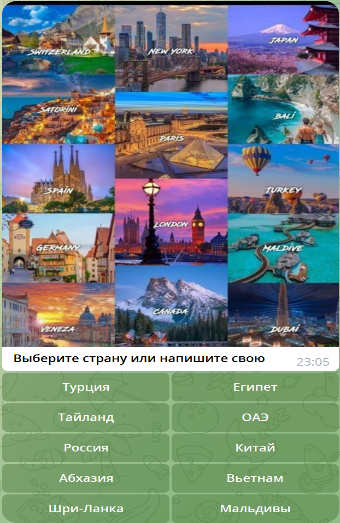 SWITZERLAND
NEW YORK
JAPAN
SATORINI
PARIS
BALI
SPAIN
LONDON
TURKEY
GERMANY
MALDIVE
VENEZA
CANADA
DUBAI
Выберите страну или напишите свою
23:05
Турция
Египет
Тайланд
ОАЭ
Россия
Китай
Абхазия
Вьетнам
Шри-Ланка
Мальдивы